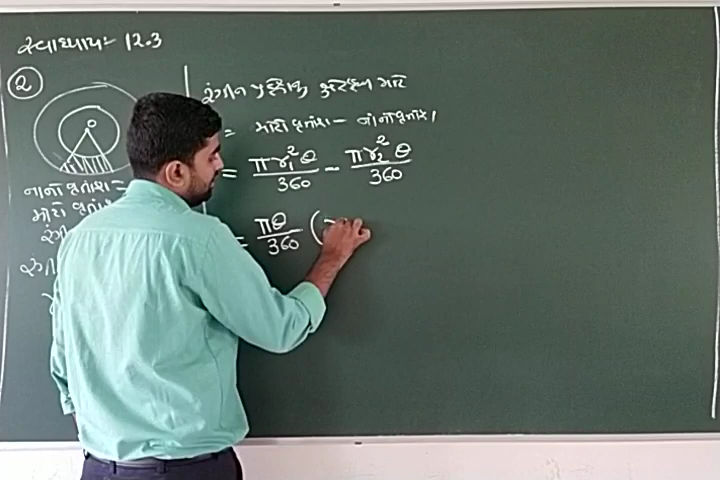 સ્વાધ્યાય:- 12.3
2
O
નાનો વૃતાંશ =
મોટો
રંગીન પ્રદેશનું ક્ષેત્રફળ માટે
= મોટો વૃતાંશ - નાનો વૃતાંશ
= πr₁²θ/360 - πr₂²θ/360
= πθ/360 (